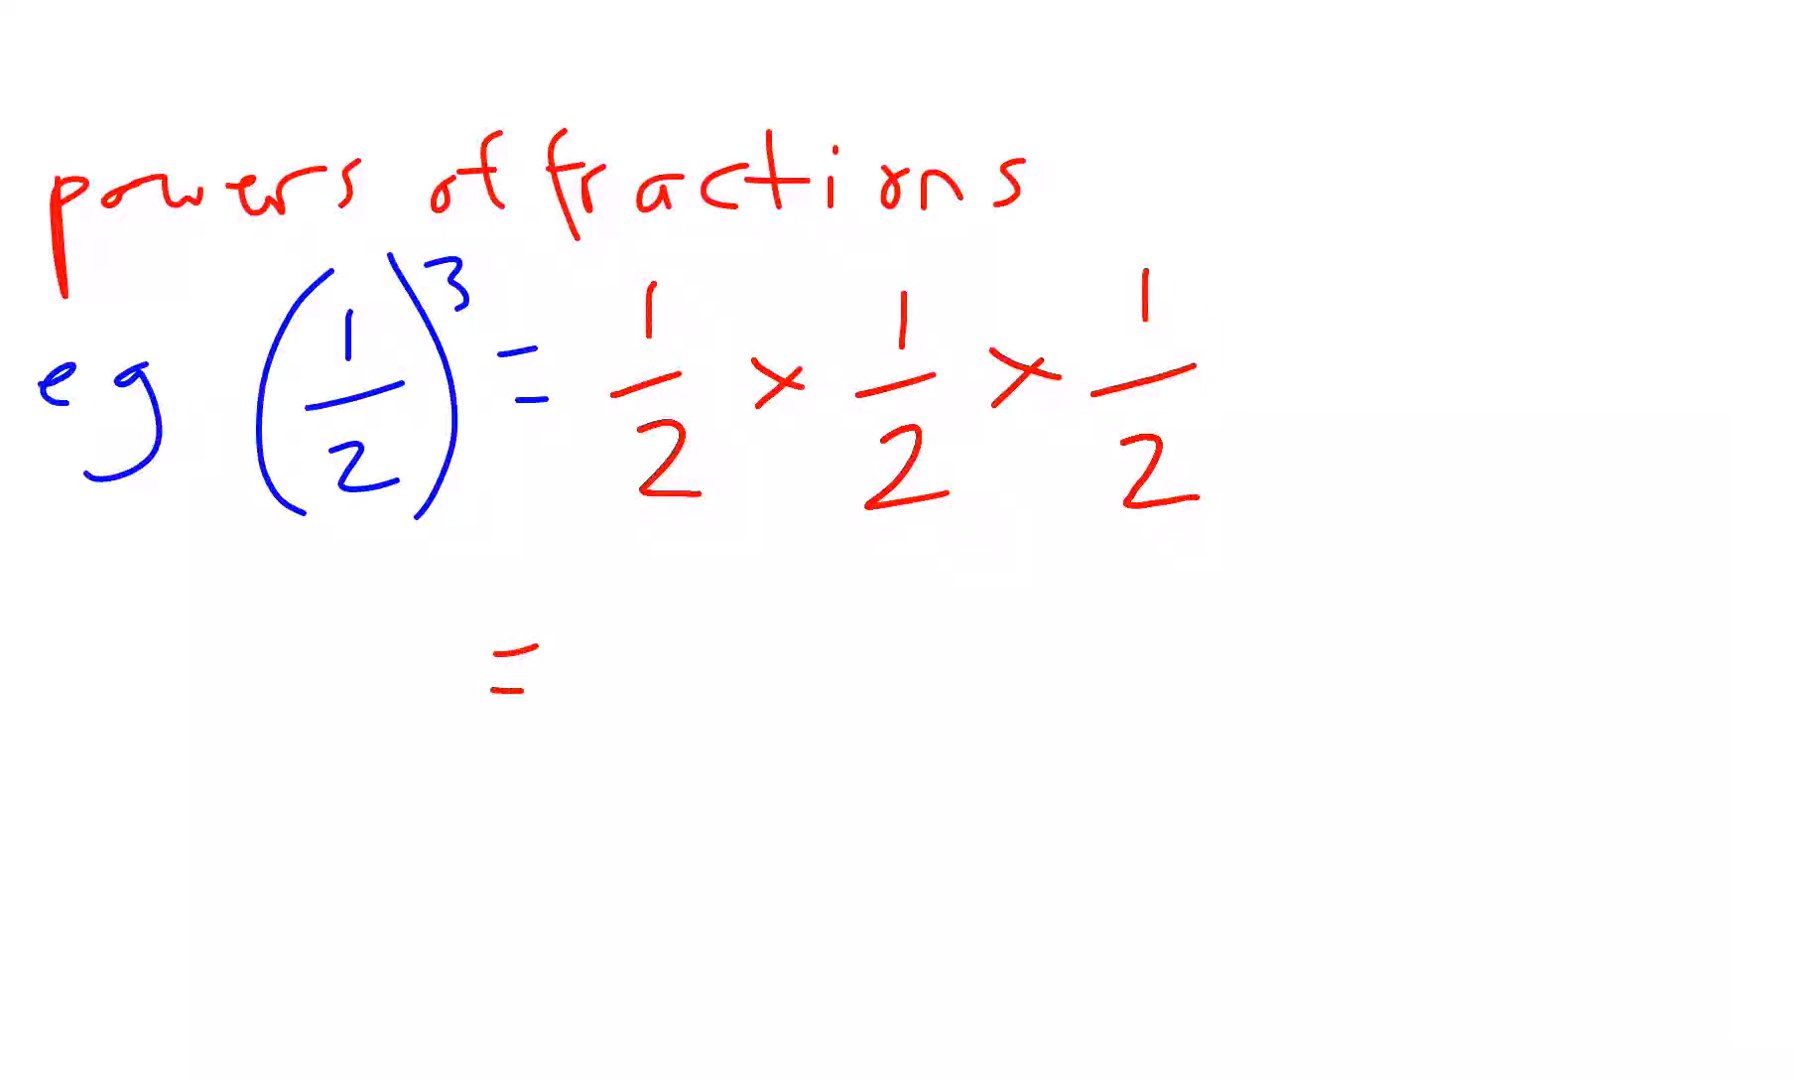 powers of fractions
eg (1/2)³ = 1/2 × 1/2 × 1/2
=